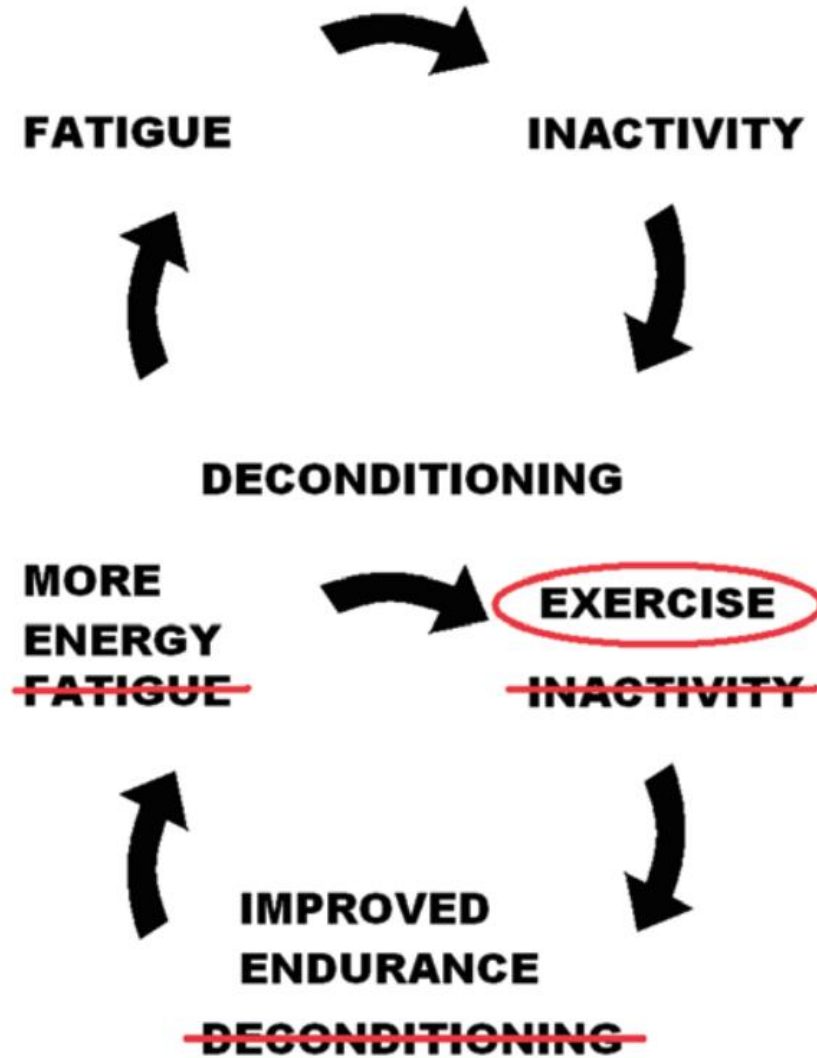 FATIGUE
INACTIVITY
DECONDITIONING
MORE
ENERGY
FATIGUE
EXERCISE
INACTIVITY
IMPROVED
ENDURANCE
DECONDITIONING